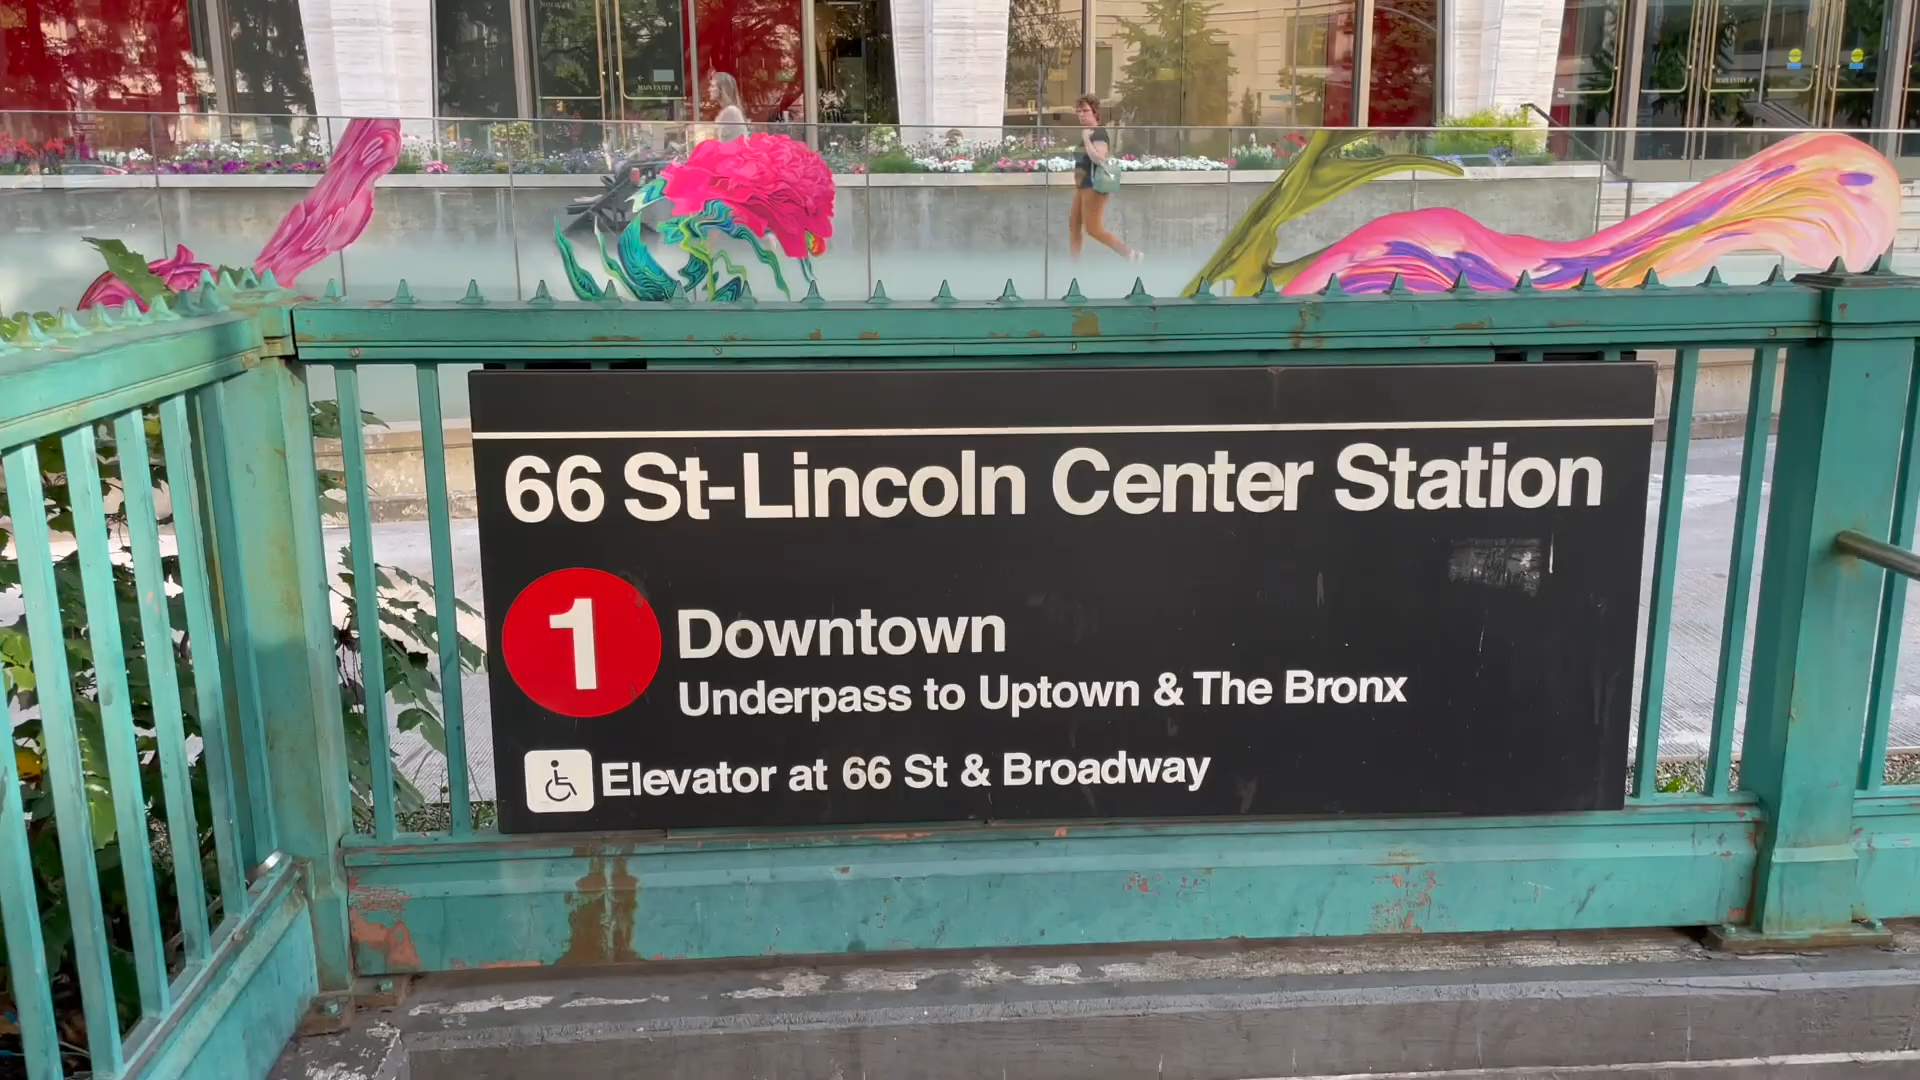 66 St-Lincoln Center Station
1 Downtown
Underpass to Uptown & The Bronx
Elevator at 66 St & Broadway